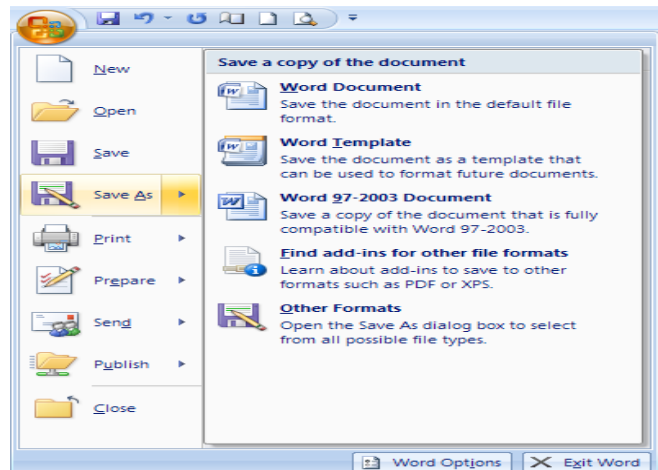 New
Open
Save
Save As
Print
Prepare
Send
Publish
Close
Save a copy of the document
Word Document
Save the document in the default file
format.
Word Template
Save the document as a template that
can be used to format future documents.
Word 97-2003 Document
Save a copy of the document that is fully
compatible with Word 97-2003.
Find add-ins for other file formats
Learn about add-ins to save to other
formats such as PDF or XPS.
Other Formats
Open the Save As dialog box to select
from all possible file types.
Word Options
Exit Word